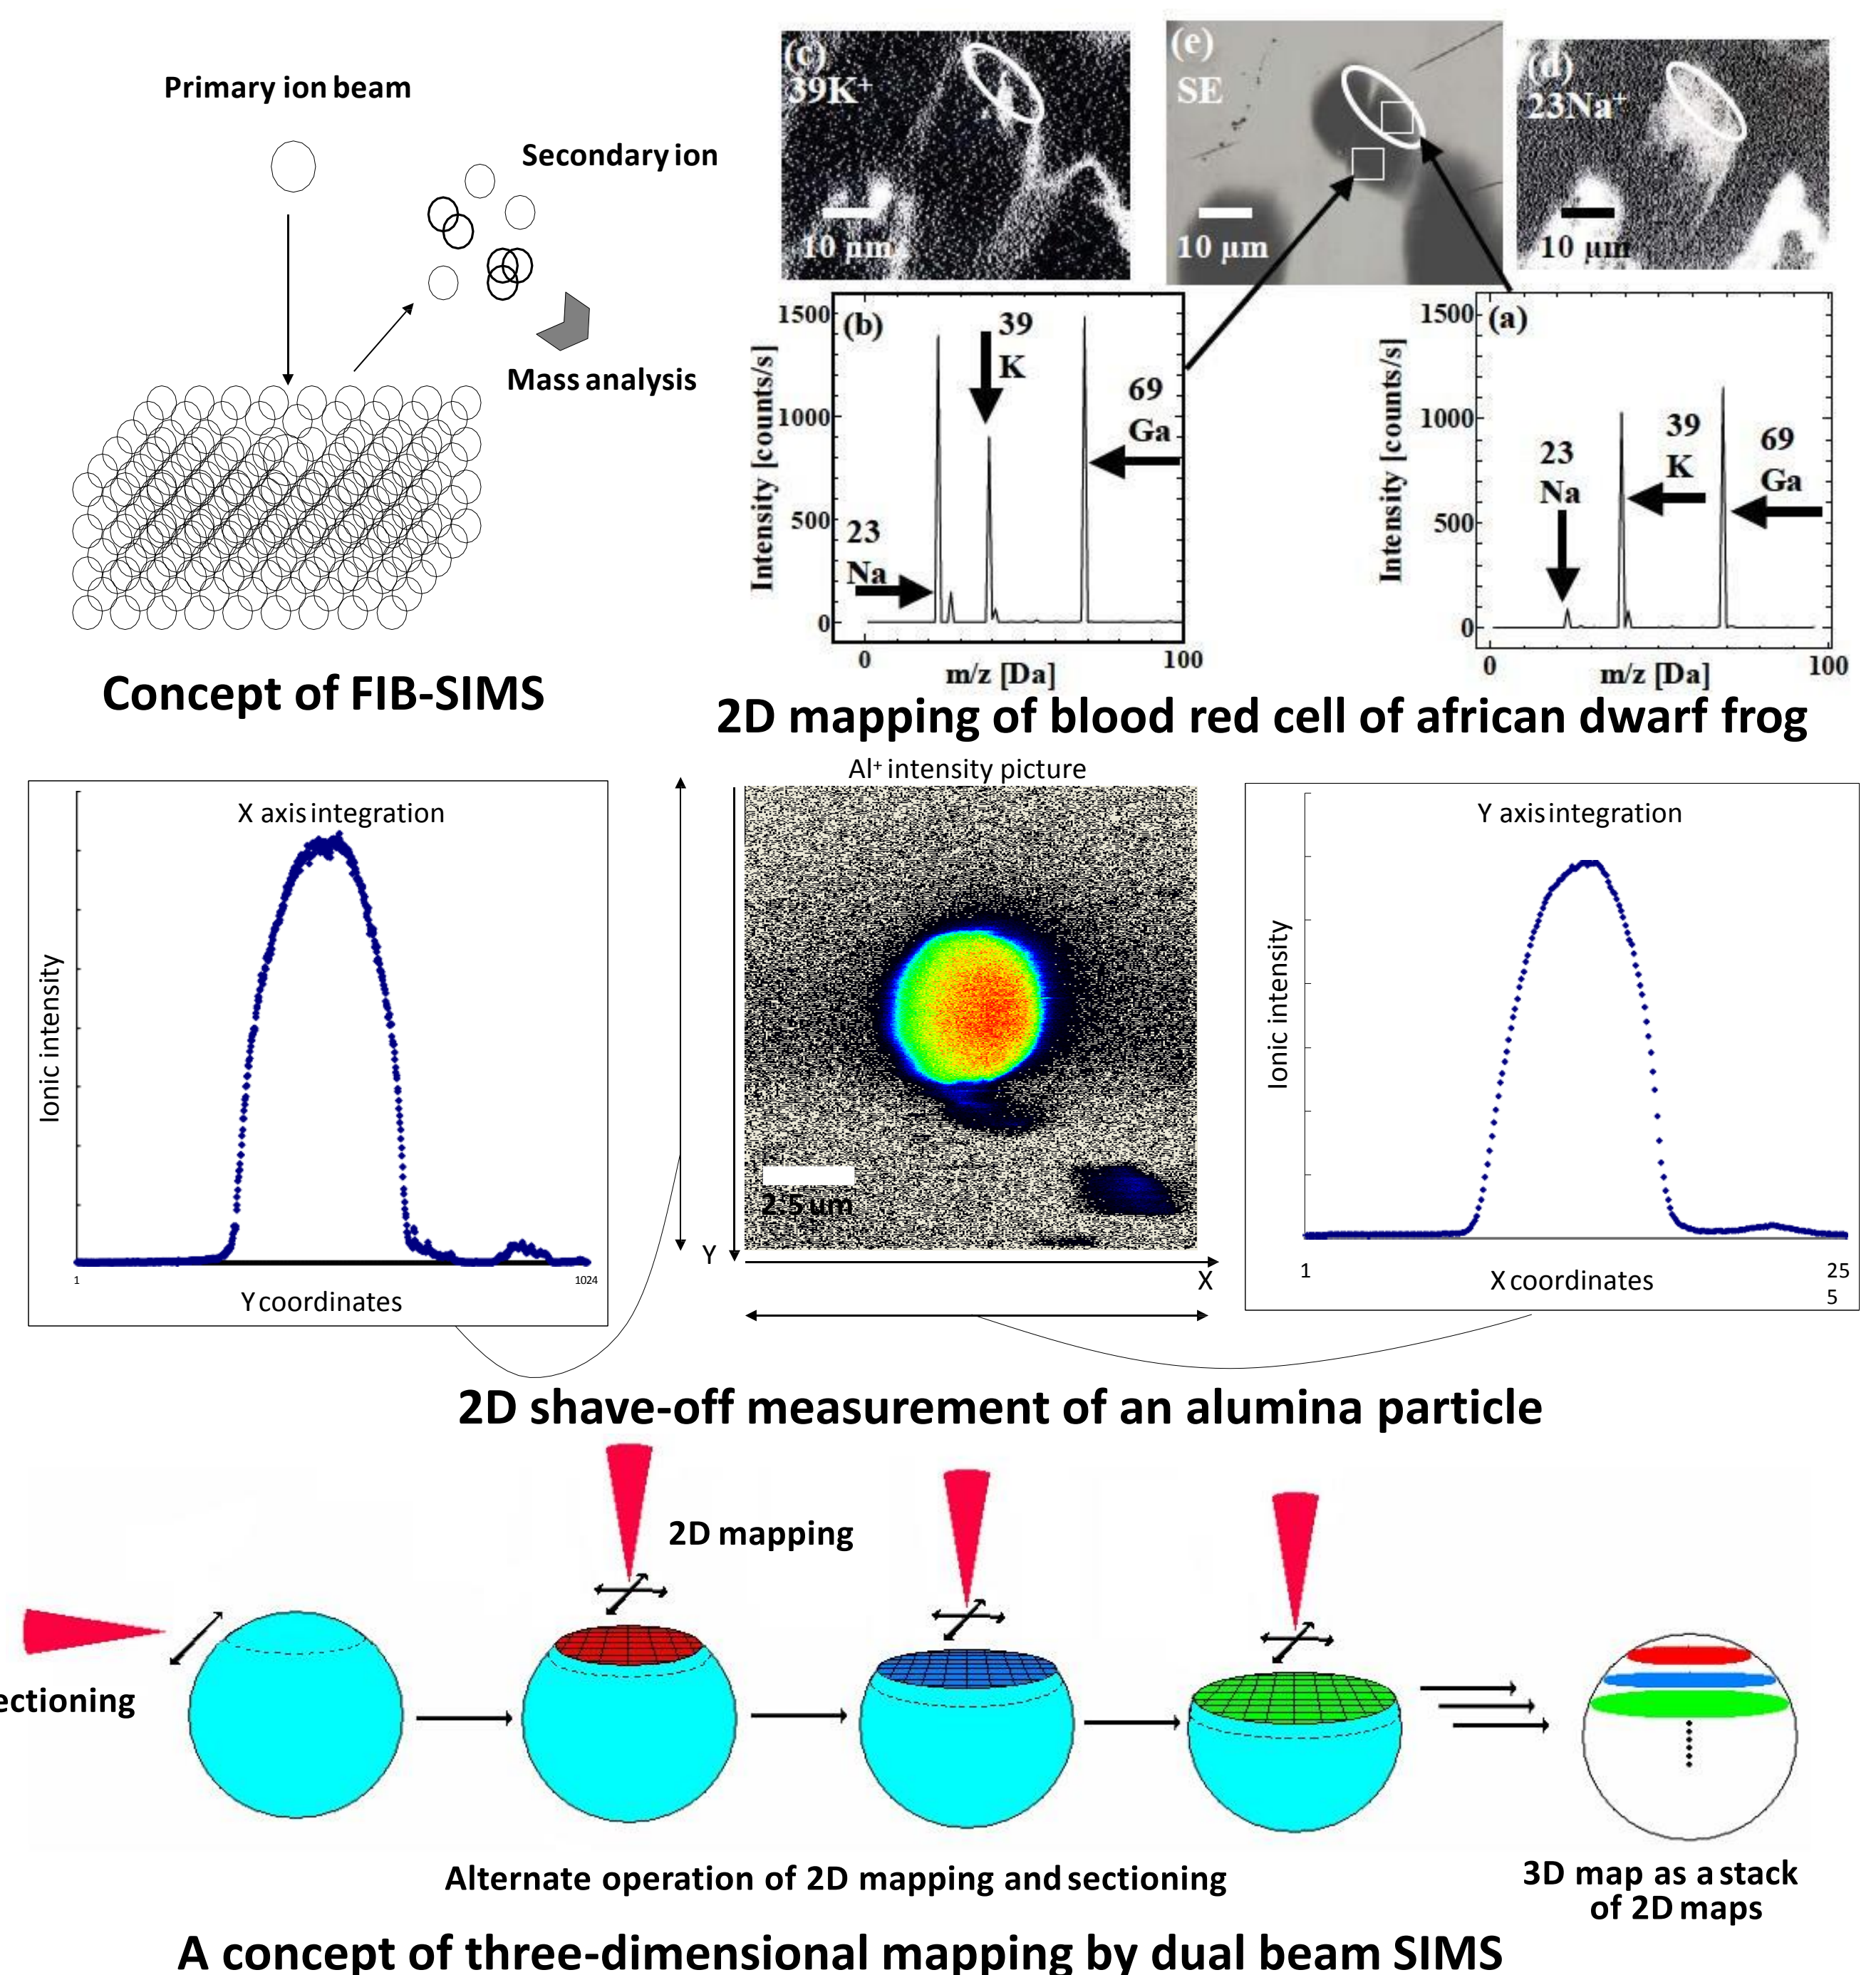 Primary ion beam
Secondary ion
Mass analysis
Concept of FIB-SIMS
(c)
39K⁺
10 µm
(e)
SE
10 µm
(d)
23Na⁺
10 µm
(b)
Intensity [counts/s]
1500
1000
500
0
39
K
69
Ga
23
Na
0
100
m/z [Da]
(a)
Intensity [counts/s]
1500
1000
500
0
23
Na
39
K
69
Ga
0
100
m/z [Da]
2D mapping of blood red cell of african dwarf frog
X axis integration
Ionic intensity
1
1024
Y coordinates
Al⁺ intensity picture
2.5 um
Y
X
Y axis integration
Ionic intensity
1
25
5
X coordinates
2D shave-off measurement of an alumina particle
2D mapping
ectioning
Alternate operation of 2D mapping and sectioning
3D map as a stack
of 2D maps
A concept of three-dimensional mapping by dual beam SIMS